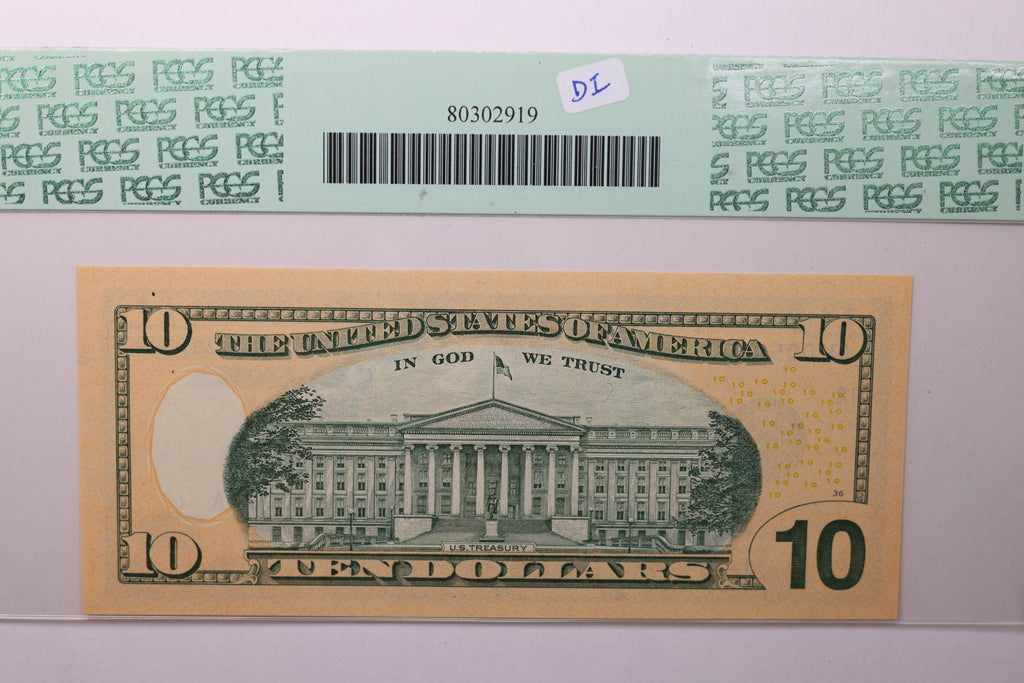 PCGS CURRENCY
80302919
DI
10 THE UNITED STATES OF AMERICA 10
IN GOD WE TRUST
36
U.S. TREASURY
10 TEN DOLLARS 10